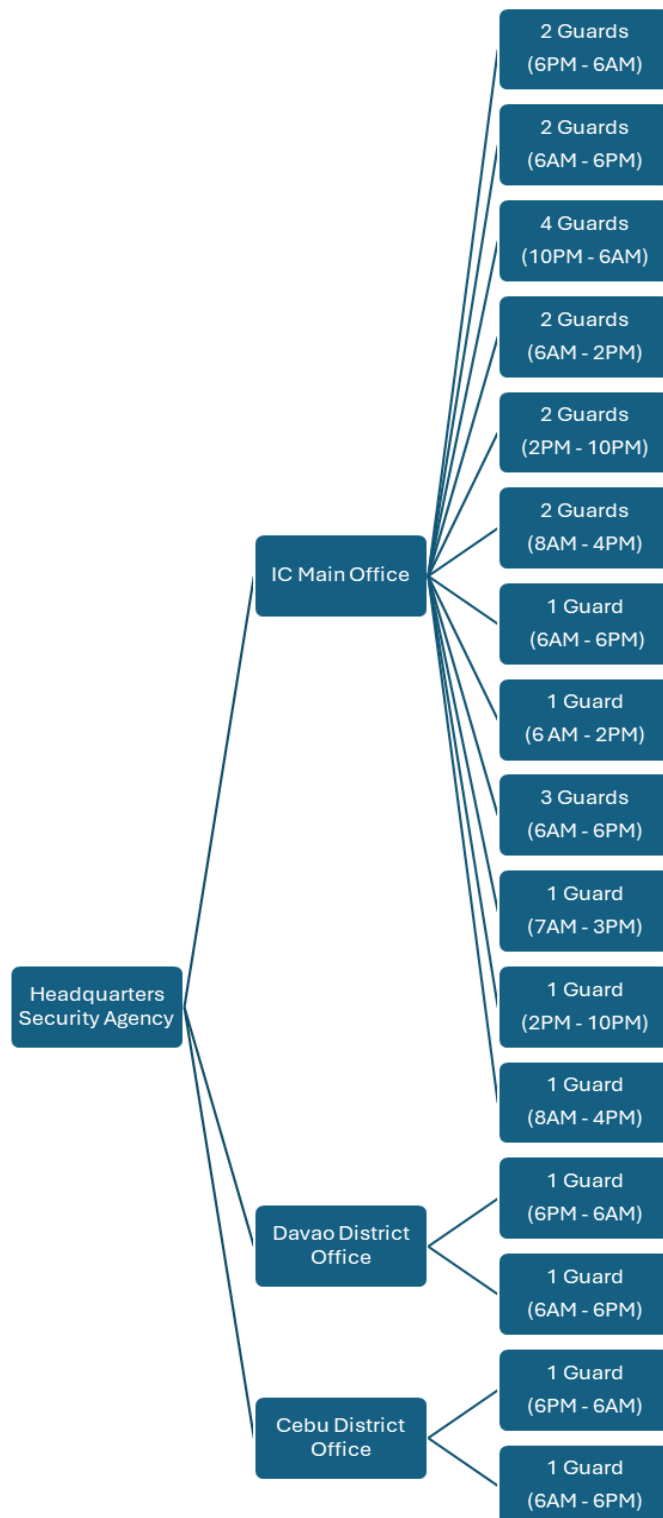 2 Guards
(6PM - 6AM)
2 Guards
(6AM - 6PM)
4 Guards
(10PM - 6AM)
2 Guards
(6AM - 2PM)
2 Guards
(2PM - 10PM)
2 Guards
(8AM - 4PM)
IC Main Office
1 Guard
(6AM - 6PM)
1 Guard
(6 AM - 2PM)
3 Guards
(6AM - 6PM)
1 Guard
(7AM - 3PM)
Headquarters
Security Agency
1 Guard
(2PM - 10PM)
1 Guard
(8AM - 4PM)
Davao District
Office
1 Guard
(6PM - 6AM)
1 Guard
(6AM - 6PM)
Cebu District
Office
1 Guard
(6PM - 6AM)
1 Guard
(6AM - 6PM)